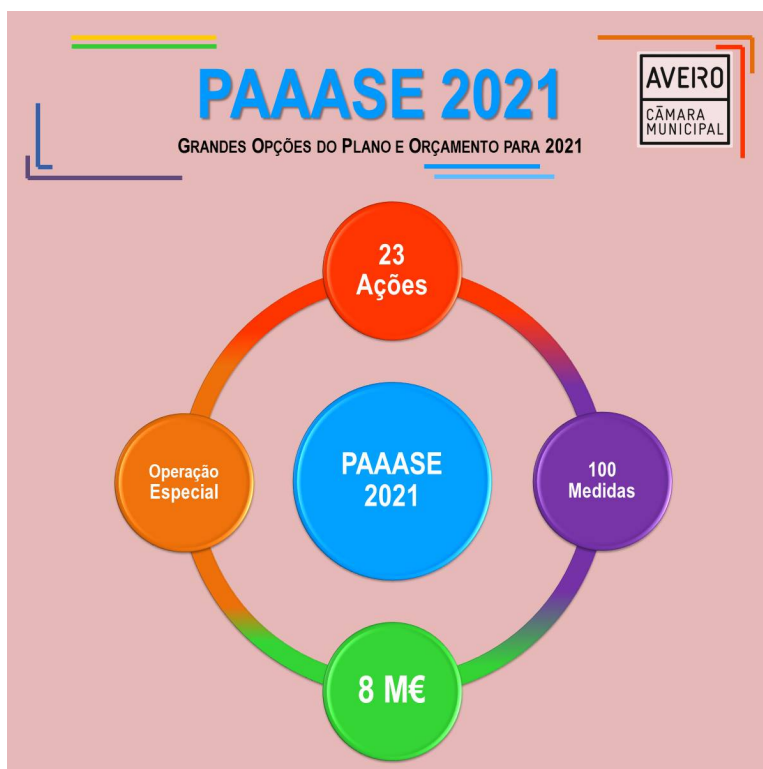 PAAASE 2021
GRANDES OPÇÕES DO PLANO E ORÇAMENTO PARA 2021
AVEIRO
CÂMARA
MUNICIPAL
23
Ações
Operação
Especial
PAAASE
2021
100
Medidas
8 M€